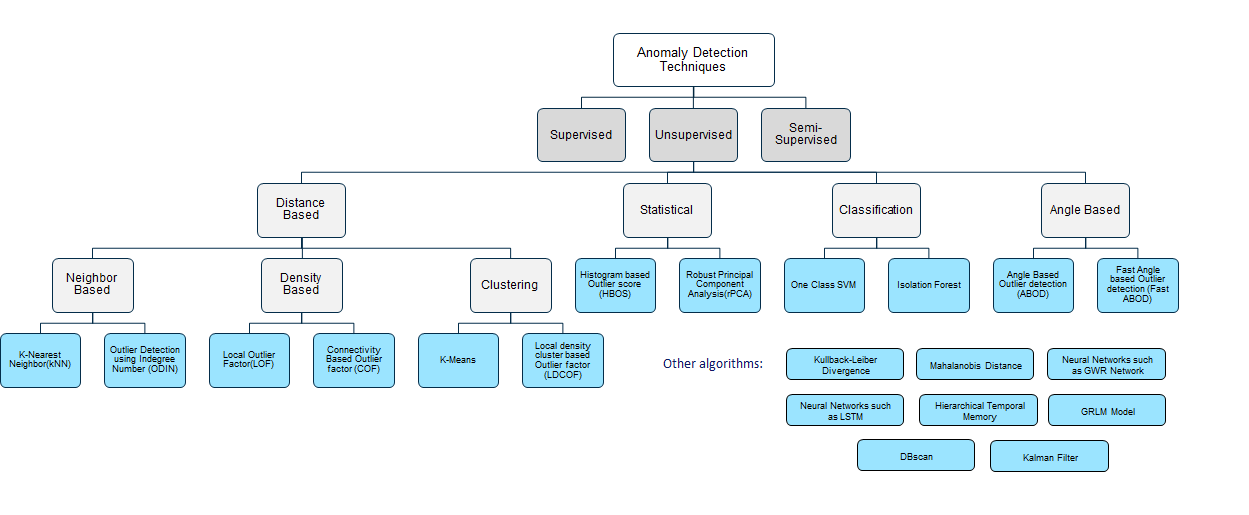 Anomaly Detection
Techniques
Supervised
Unsupervised
Semi-
Supervised
Distance
Based
Statistical
Classification
Angle Based
Neighbor
Based
Density
Based
Clustering
Histogram based
Outlier score
(HBOS)
Robust Principal
Component
Analysis(rPCA)
One Class SVM
Isolation Forest
Angle Based
Outlier detection
(ABOD)
Fast Angle
based Outlier
detection (Fast
ABOD)
K-Nearest
Neighbor(kNN)
Outlier Detection
using Indegree
Number (ODIN)
Local Outlier
Factor(LOF)
Connectivity
Based Outlier
factor (COF)
K-Means
Local density
cluster based
Outlier factor
(LDCOF)
Other algorithms:
Kullback-Leiber
Divergence
Mahalanobis Distance
Neural Networks such
as GWR Network
Neural Networks such
as LSTM
Hierarchical Temporal
Memory
GRLM Model
DBscan
Kalman Filter